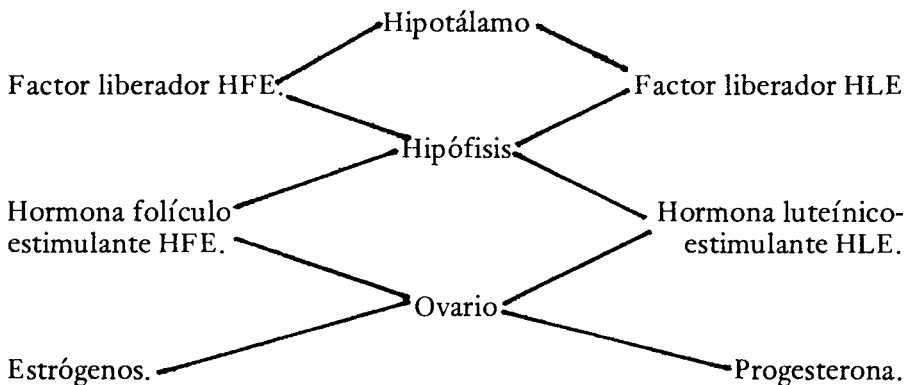 Hipotálamo
Factor liberador HFE.
Factor liberador HLE
Hipófisis
Hormona folículo
estimulante HFE.
Hormona luteínico-
estimulante HLE.
Ovario
Estrógenos.
Progesterona.